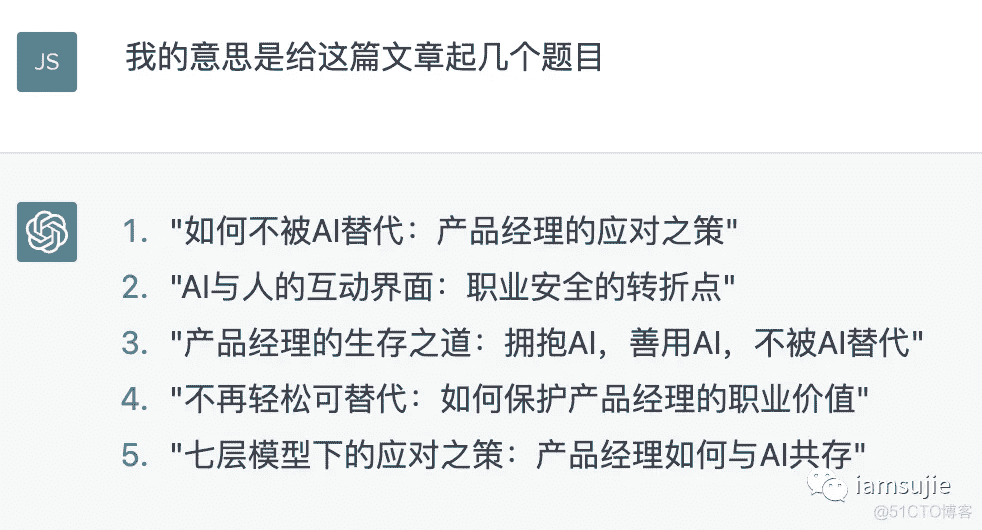 JS
我的意思是给这篇文章起几个题目
1. "如何不被AI替代：产品经理的应对之策"
2. "AI与人的互动界面：职业安全的转折点"
3. "产品经理的生存之道：拥抱AI，善用AI，不被AI替代"
4. "不再轻松可替代：如何保护产品经理的职业价值"
5. "七层模型下的应对之策：产品经理如何与AI共存"
iamsujie
@51CTO博客